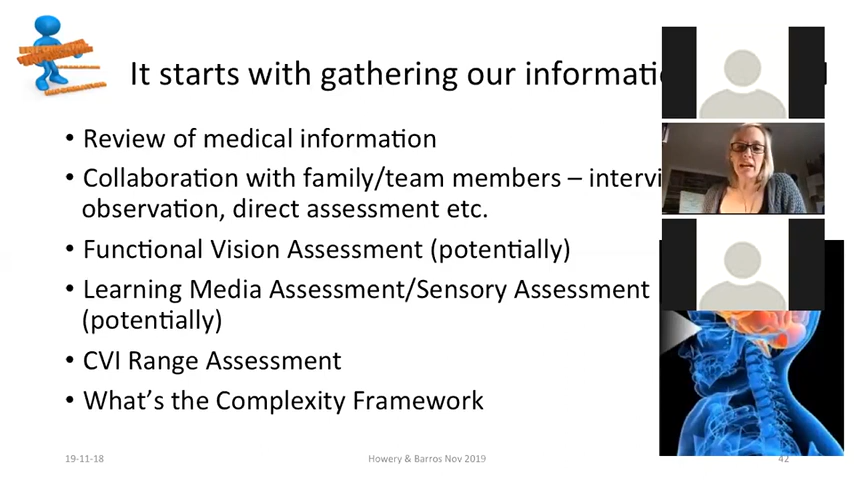 It starts with gathering our informati
• Review of medical information
• Collaboration with family/team members – intervi
observation, direct assessment etc.
• Functional Vision Assessment (potentially)
• Learning Media Assessment/Sensory Assessment
(potentially)
• CVI Range Assessment
• What's the Complexity Framework
19-11-18
Howery & Barros Nov 2019
42